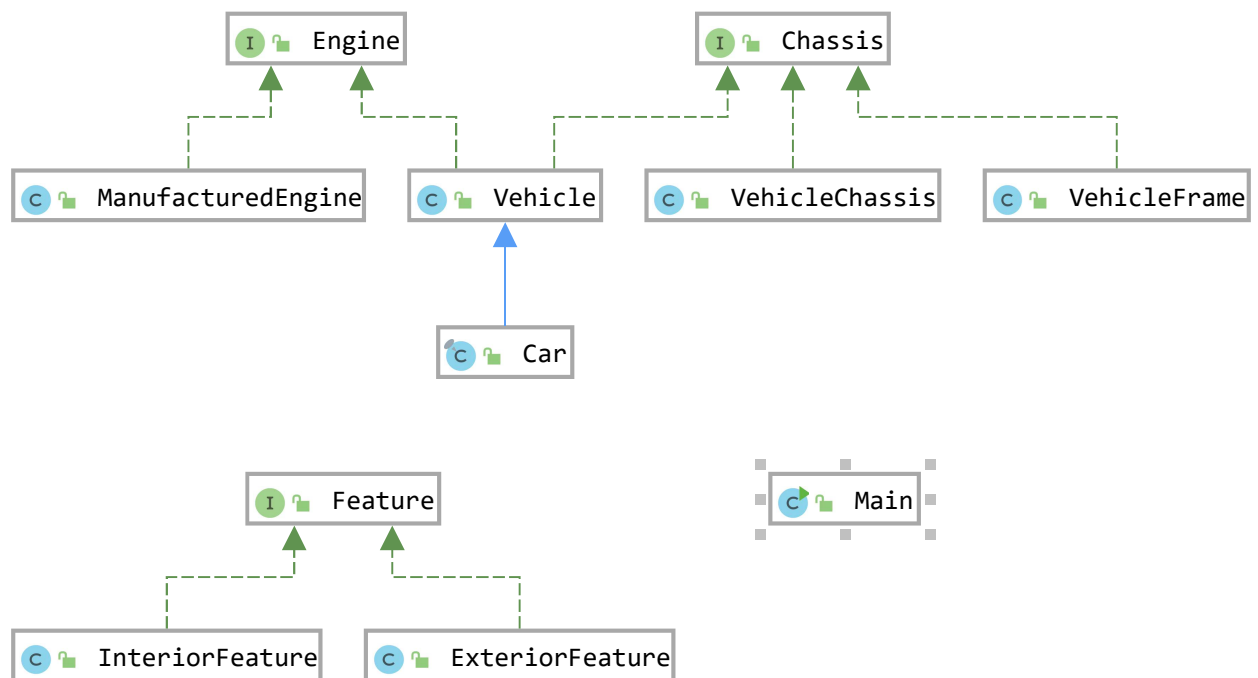 I Engine
I Chassis
C ManufacturedEngine
C Vehicle
C VehicleChassis
C VehicleFrame
C Car
I Feature
C Main
C InteriorFeature
C ExteriorFeature